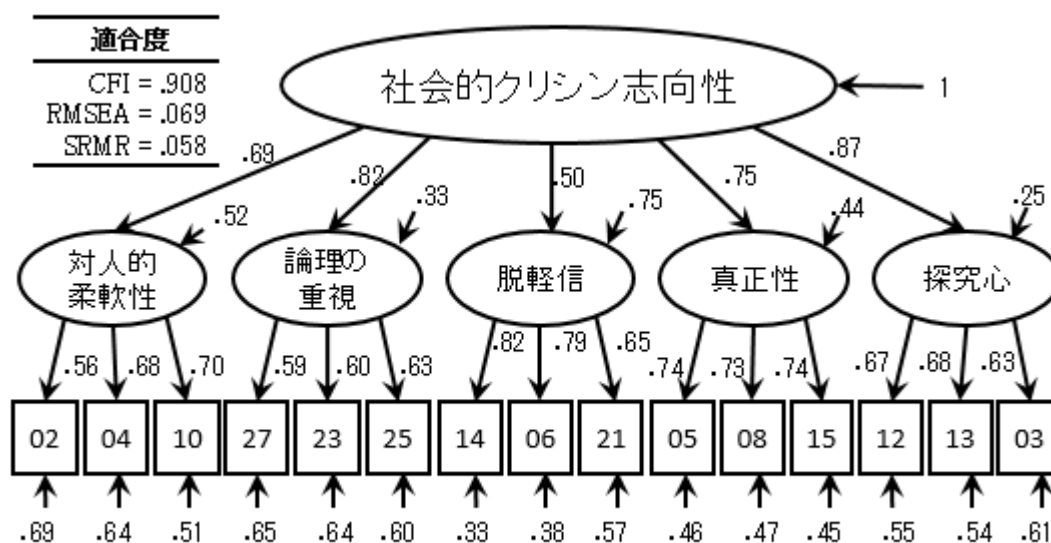 適合度
CFI = .908
RMSEA = .069
SRMR = .058
社会的クリシン志向性
1
.69
.82
.50
.75
.87
.52
.33
.75
.44
.25
対人的
柔軟性
論理の
重視
脱軽信
真正性
探究心
.56 .68 .70 .59 .60 .63 .82 .79 .65 .74 .73 .74 .67 .68 .63
02 04 10 27 23 25 14 06 21 05 08 15 12 13 03
.69 .64 .51 .65 .64 .60 .33 .38 .57 .46 .47 .45 .55 .54 .61